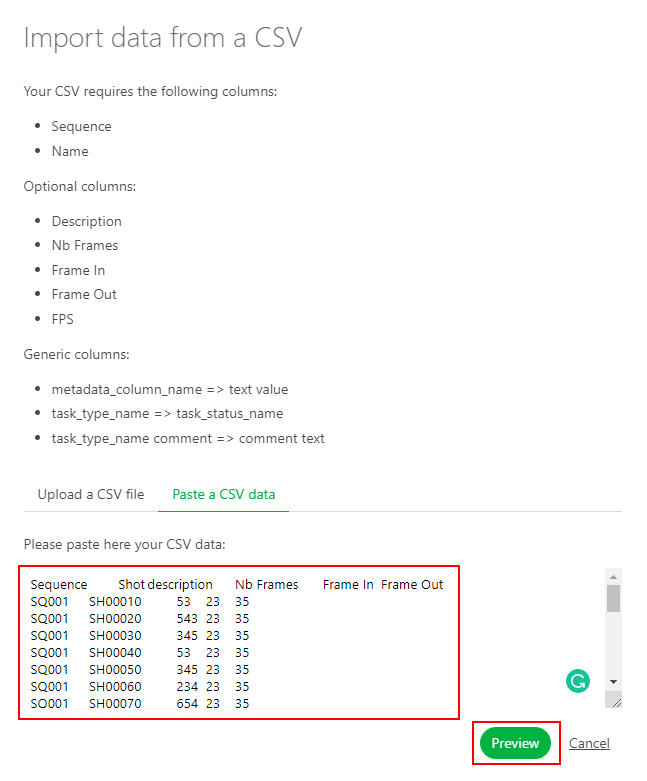 Import data from a CSV
Your CSV requires the following columns:
• Sequence
• Name
Optional columns:
• Description
• Nb Frames
• Frame In
• Frame Out
• FPS
Generic columns:
• metadata_column_name => text value
• task_type_name => task_status_name
• task_type_name comment => comment text
Upload a CSV file Paste a CSV data
Please paste here your CSV data:
Sequence Shot description Nb Frames Frame In Frame Out
SQ001 SH00010 53 23 35
SQ001 SH00020 543 23 35
SQ001 SH00030 345 23 35
SQ001 SH00040 53 23 35
SQ001 SH00050 345 23 35
SQ001 SH00060 234 23 35
SQ001 SH00070 654 23 35
Preview Cancel